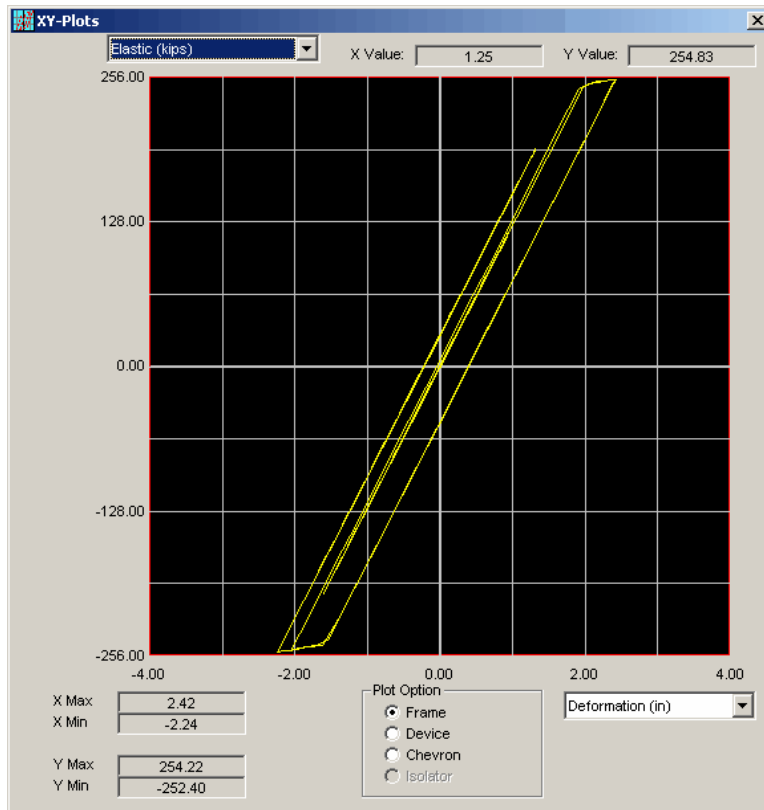 XY-Plots
Elastic (kips)
X Value: 1.25 Y Value: 254.83
256.00
128.00
0.00
-128.00
-256.00
-4.00 -2.00 0.00 2.00 4.00
X Max 2.42
X Min -2.24
Y Max 254.22
Y Min -252.40
Plot Option
Frame
Device
Chevron
Isolator
Deformation (in)